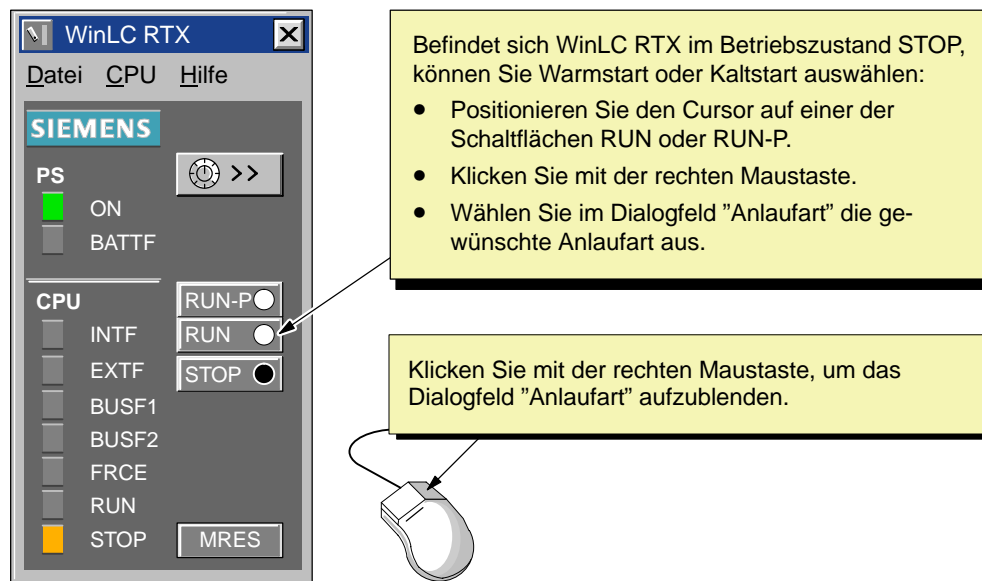 WinLC RTX
Datei CPU Hilfe
SIEMENS
PS
>>
ON
BATTF
CPU
RUN-P
INTF
RUN
EXTF
STOP
BUSF1
BUSF2
FRCE
RUN
STOP
MRES
Befindet sich WinLC RTX im Betriebszustand STOP,
können Sie Warmstart oder Kaltstart auswählen:
• Positionieren Sie den Cursor auf einer der
Schaltflächen RUN oder RUN-P.
• Klicken Sie mit der rechten Maustaste.
• Wählen Sie im Dialogfeld ”Anlaufart” die ge-
wünschte Anlaufart aus.
Klicken Sie mit der rechten Maustaste, um das
Dialogfeld ”Anlaufart” aufzublenden.